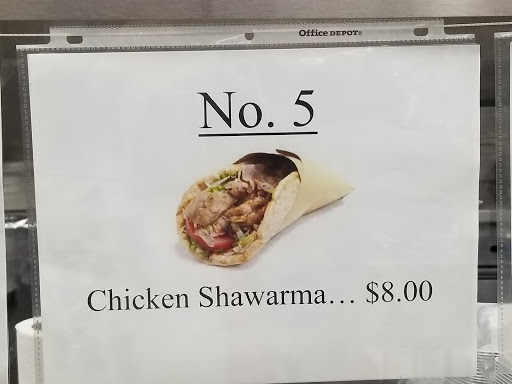 Office DEPOT®
No. 5
Chicken Shawarma... $8.00